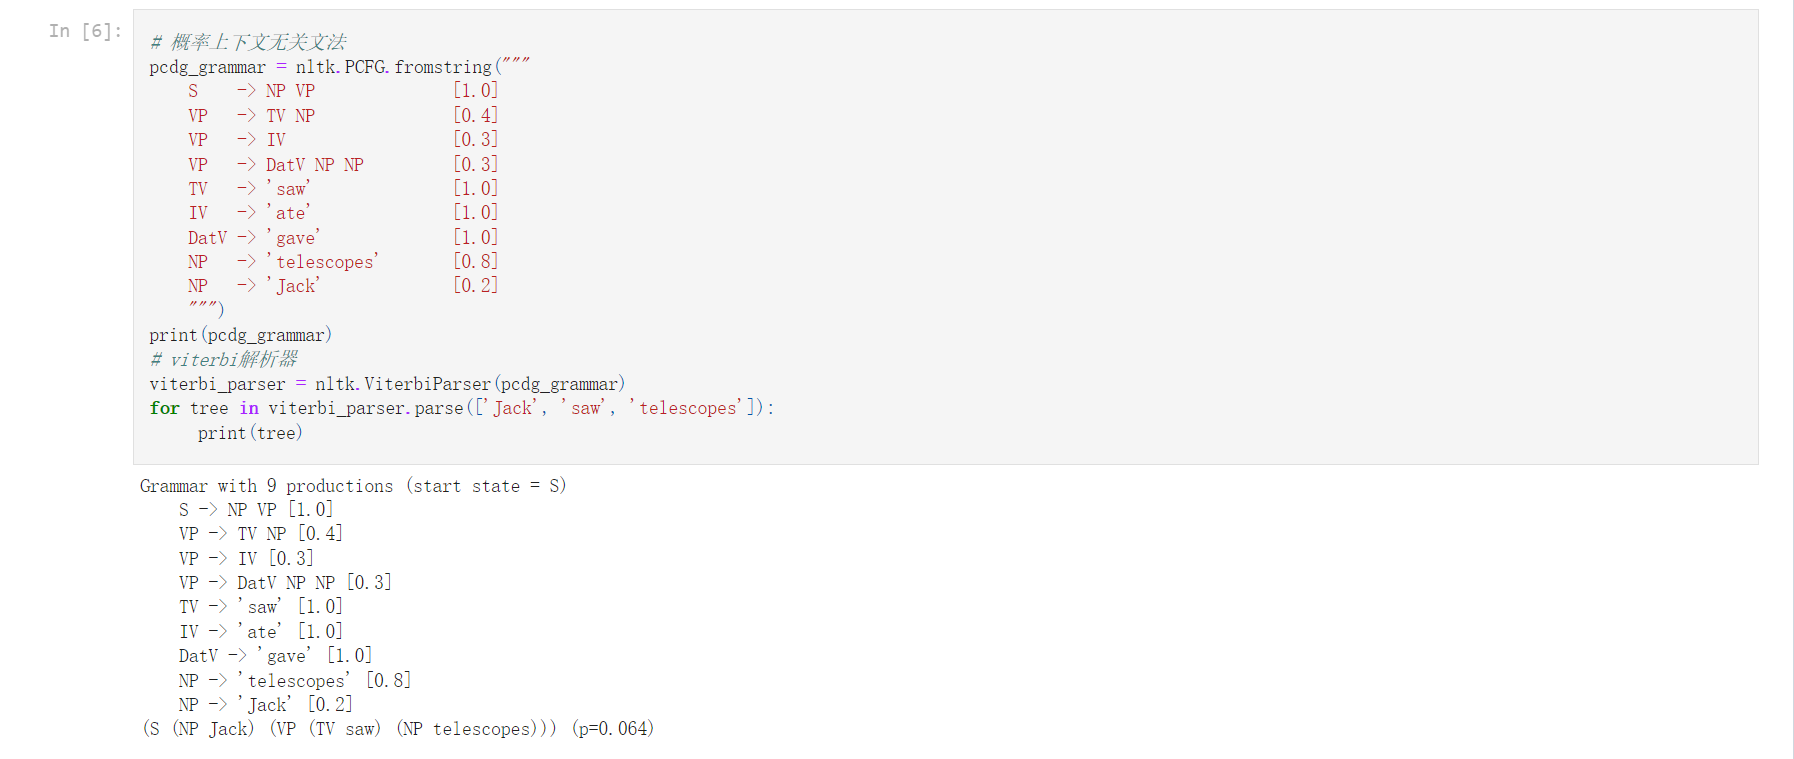 In [6]:
# 概率上下文无关文法
pcdg_grammar = nltk.PCFG.fromstring("""
    S    -> NP VP              [1.0]
    VP   -> TV NP              [0.4]
    VP   -> IV                 [0.3]
    VP   -> DatV NP NP         [0.3]
    TV   -> 'saw'              [1.0]
    IV   -> 'ate'              [1.0]
    DatV -> 'gave'             [1.0]
    NP   -> 'telescopes'       [0.8]
    NP   -> 'Jack'             [0.2]
    """)
print(pcdg_grammar)
# viterbi解析器
viterbi_parser = nltk.ViterbiParser(pcdg_grammar)
for tree in viterbi_parser.parse(['Jack', 'saw', 'telescopes']):
     print(tree)
Grammar with 9 productions (start state = S)
    S -> NP VP [1.0]
    VP -> TV NP [0.4]
    VP -> IV [0.3]
    VP -> DatV NP NP [0.3]
    TV -> 'saw' [1.0]
    IV -> 'ate' [1.0]
    DatV -> 'gave' [1.0]
    NP -> 'telescopes' [0.8]
    NP -> 'Jack' [0.2]
(S (NP Jack) (VP (TV saw) (NP telescopes))) (p=0.064)